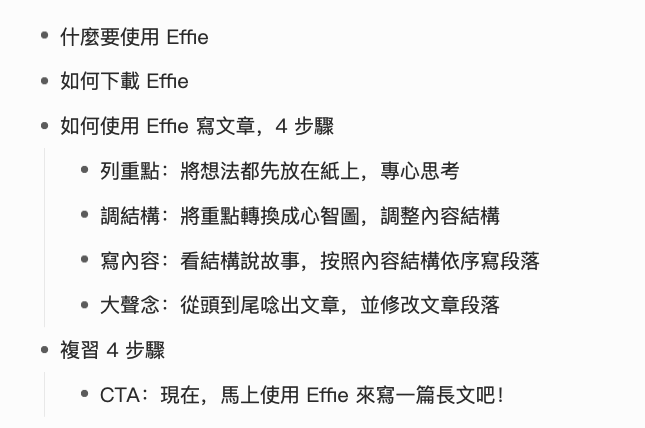 什麼要使用 Effie
如何下載 Effie
如何使用 Effie 寫文章，4 步驟
列重點：將想法都先放在紙上，專心思考
調結構：將重點轉換成心智圖，調整內容結構
寫內容：看結構說故事，按照內容結構依序寫段落
大聲念：從頭到尾唸出文章，並修改文章段落
複習 4 步驟
CTA：現在，馬上使用 Effie 來寫一篇長文吧！